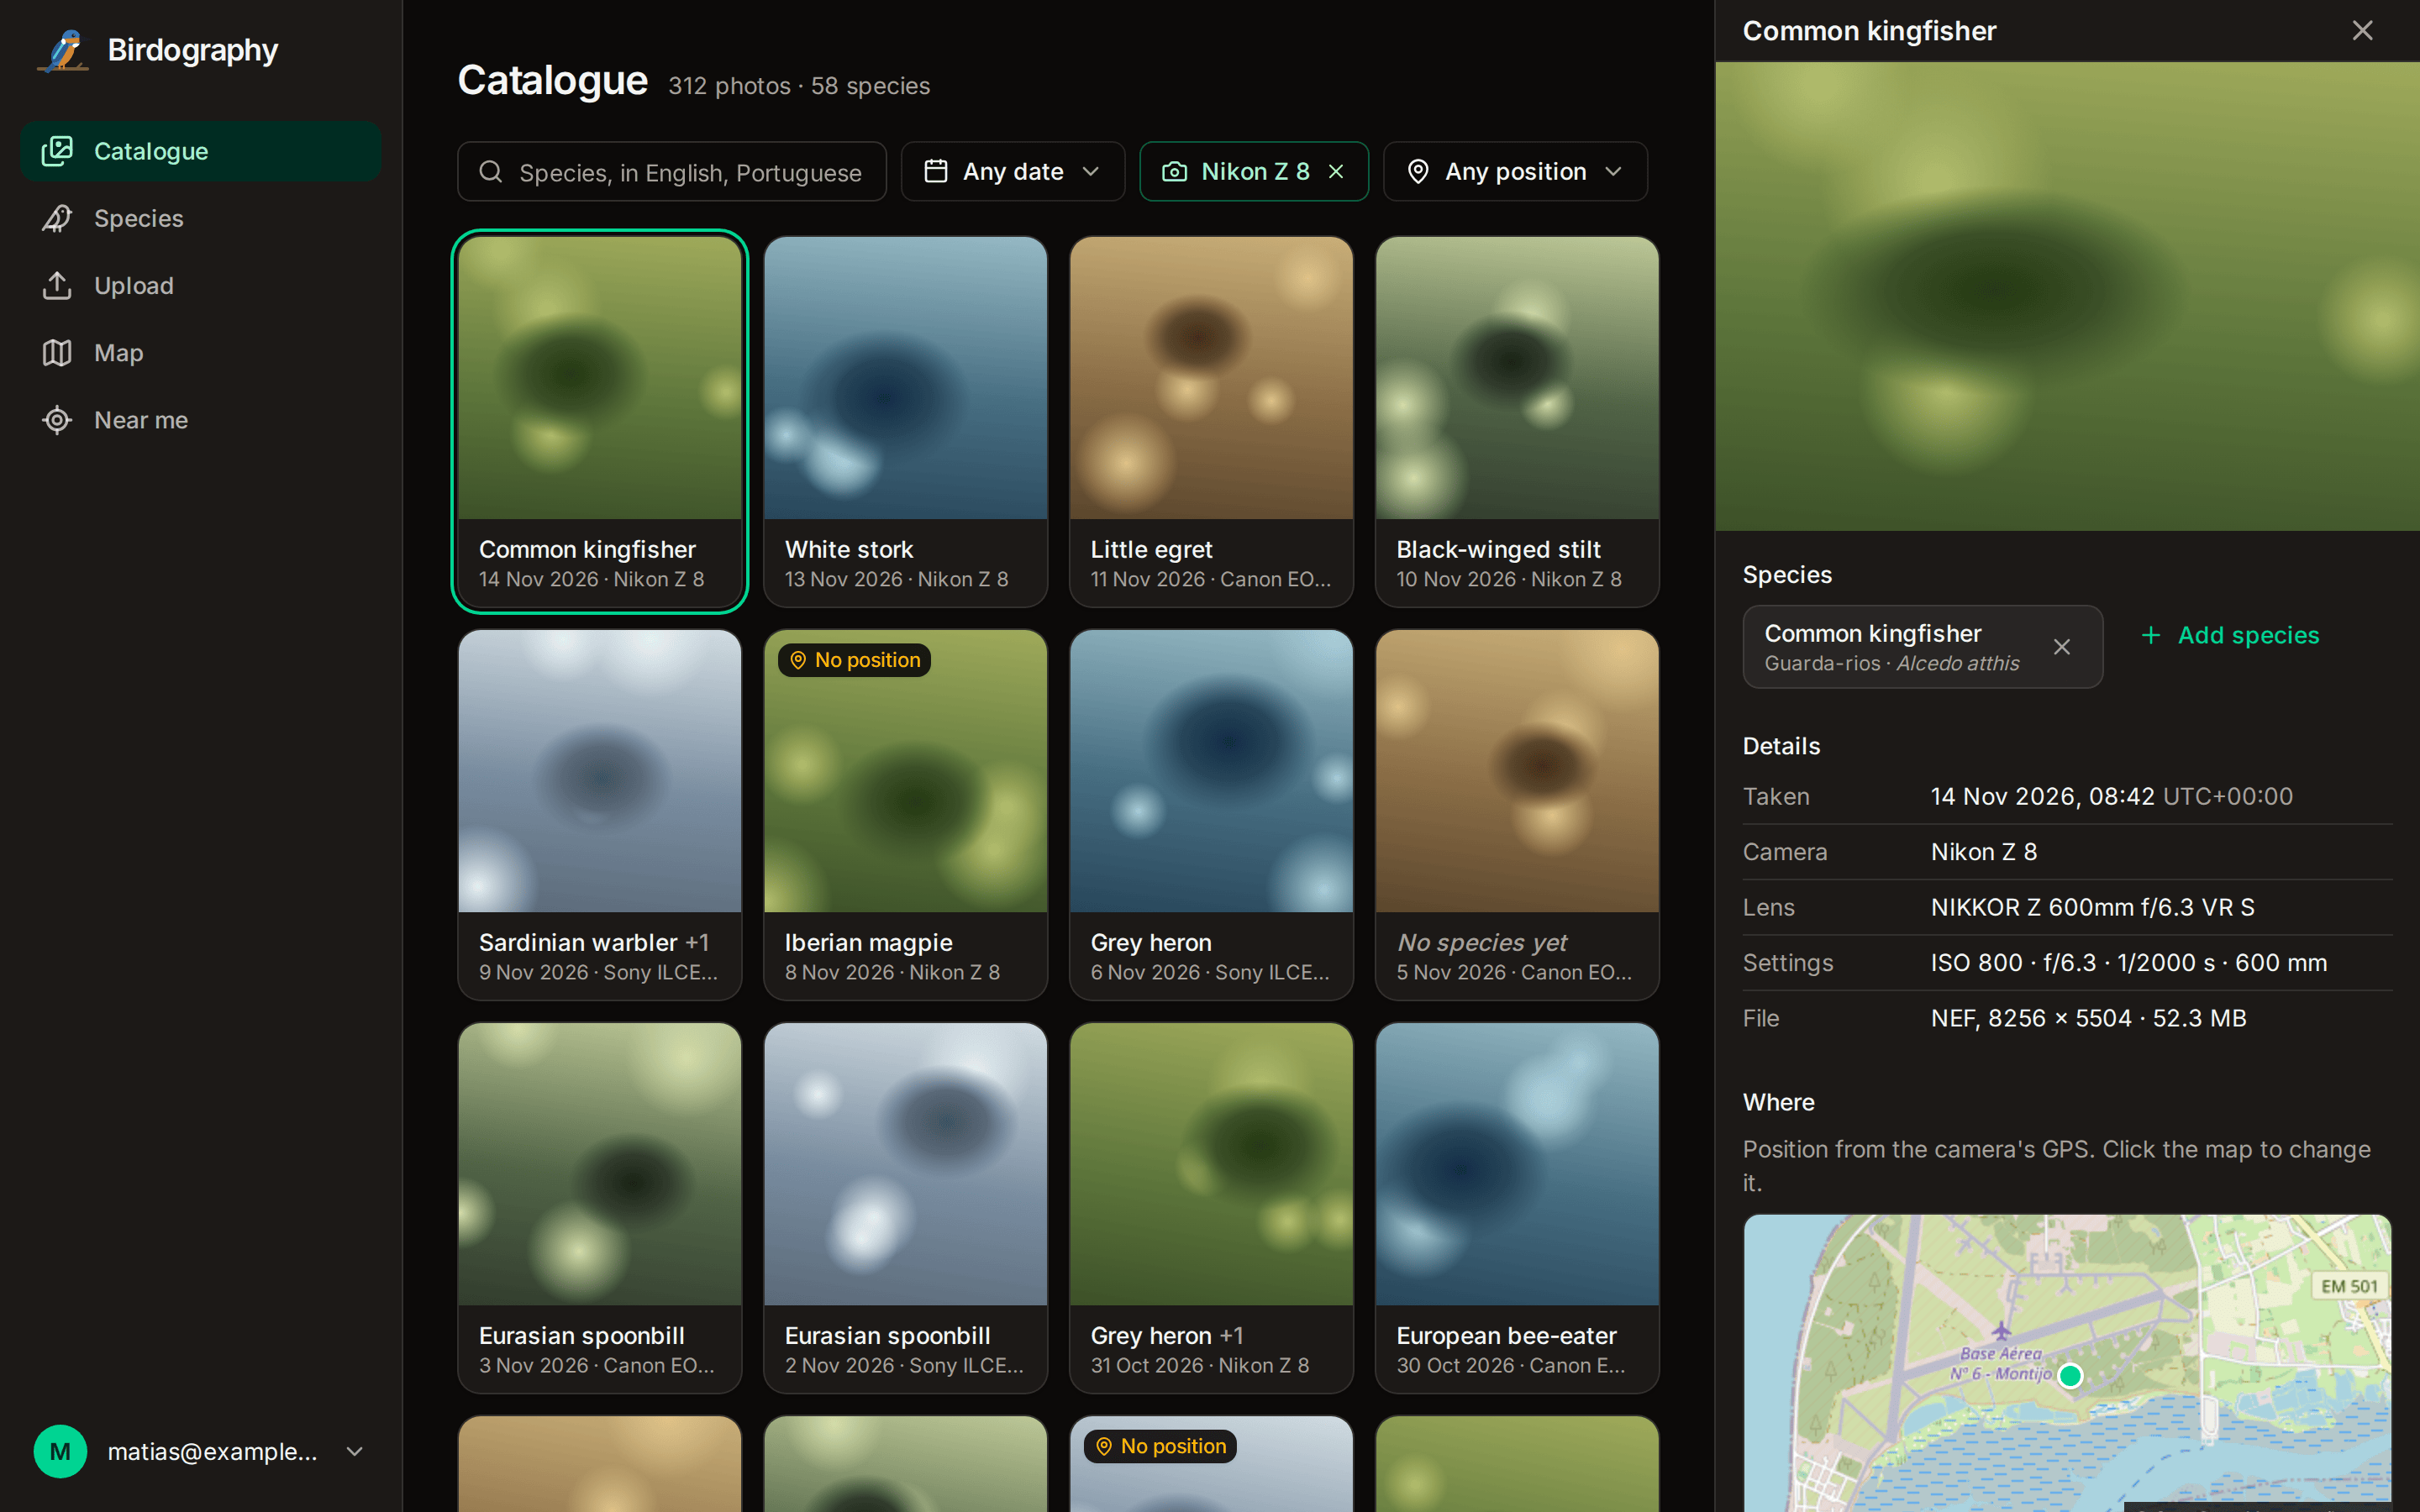 Birdography
Catalogue
Species
Upload
Map
Near me
M
matias@example...
Catalogue
312 photos · 58 species
Species, in English, Portuguese
Any date
Nikon Z 8
Any position
Common kingfisher
14 Nov 2026 · Nikon Z 8
White stork
13 Nov 2026 · Nikon Z 8
Little egret
11 Nov 2026 · Canon EO...
Black-winged stilt
10 Nov 2026 · Nikon Z 8
Sardinian warbler +1
9 Nov 2026 · Sony ILCE...
No position
Iberian magpie
8 Nov 2026 · Nikon Z 8
Grey heron
6 Nov 2026 · Sony ILCE...
No species yet
5 Nov 2026 · Canon EO...
Eurasian spoonbill
3 Nov 2026 · Canon EO...
Eurasian spoonbill
2 Nov 2026 · Sony ILCE...
Grey heron +1
31 Oct 2026 · Nikon Z 8
European bee-eater
30 Oct 2026 · Canon E...
No position
Common kingfisher
Species
Common kingfisher
Guarda-rios · Alcedo atthis
Add species
Details
Taken 14 Nov 2026, 08:42 UTC+00:00
Camera Nikon Z 8
Lens NIKKOR Z 600mm f/6.3 VR S
Settings ISO 800 · f/6.3 · 1/2000 s · 600 mm
File NEF, 8256 × 5504 · 52.3 MB
Where
Position from the camera's GPS. Click the map to change
it.
EM 501
Base Aérea
Nº 6 - Montijo